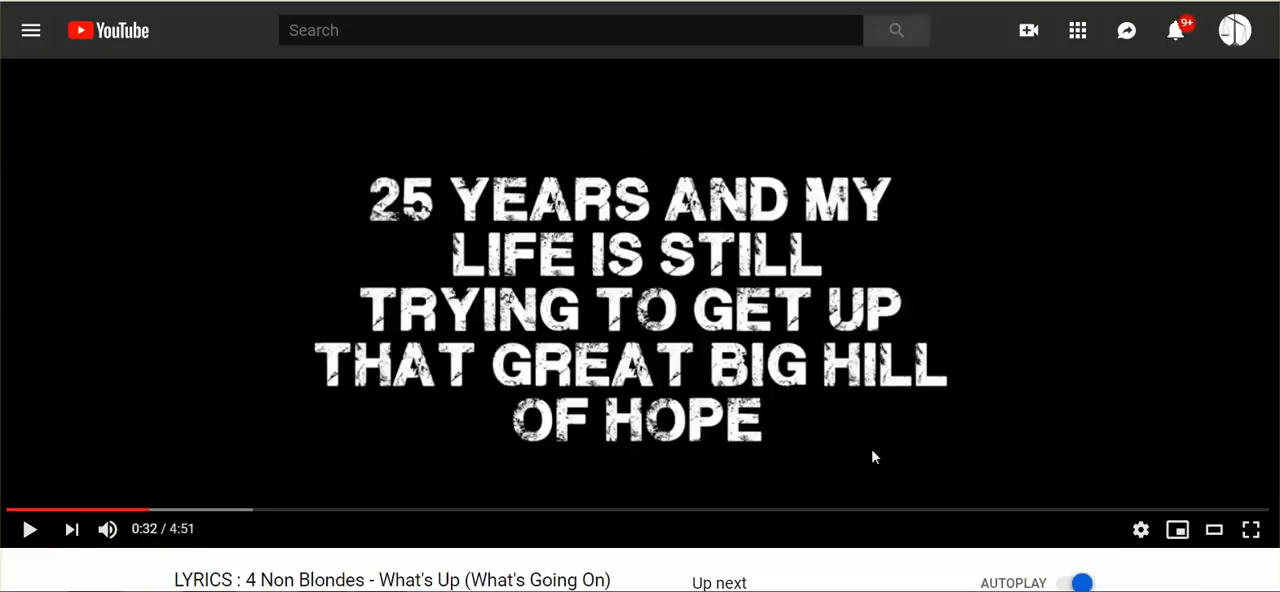 YouTube
Search
9+
25 YEARS AND MY
LIFE IS STILL
TRYING TO GET UP
THAT GREAT BIG HILL
OF HOPE
0:32 / 4:51
LYRICS : 4 Non Blondes - What's Up (What's Going On)
Up next
AUTOPLAY